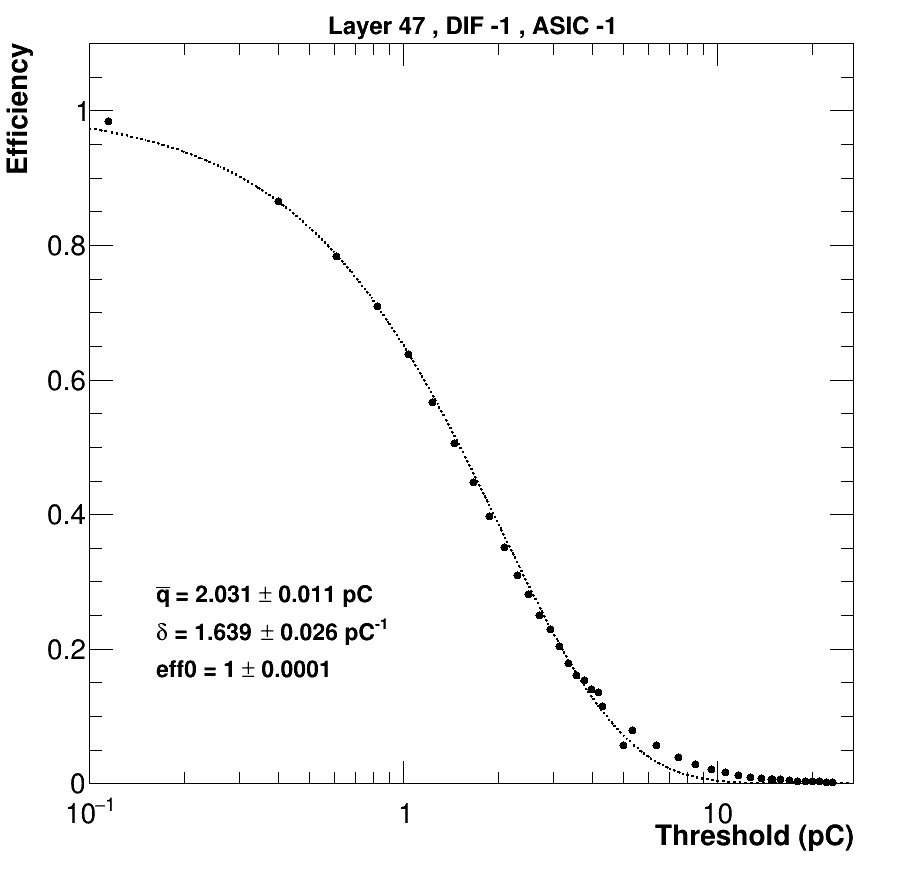 Layer 47 , DIF -1 , ASIC -1
Efficiency
1
0.8
0.6
0.4
0.2
0
q̅ = 2.031 ± 0.011 pC
δ = 1.639 ± 0.026 pC⁻¹
eff0 = 1 ± 0.0001
10⁻¹
1
10
Threshold (pC)